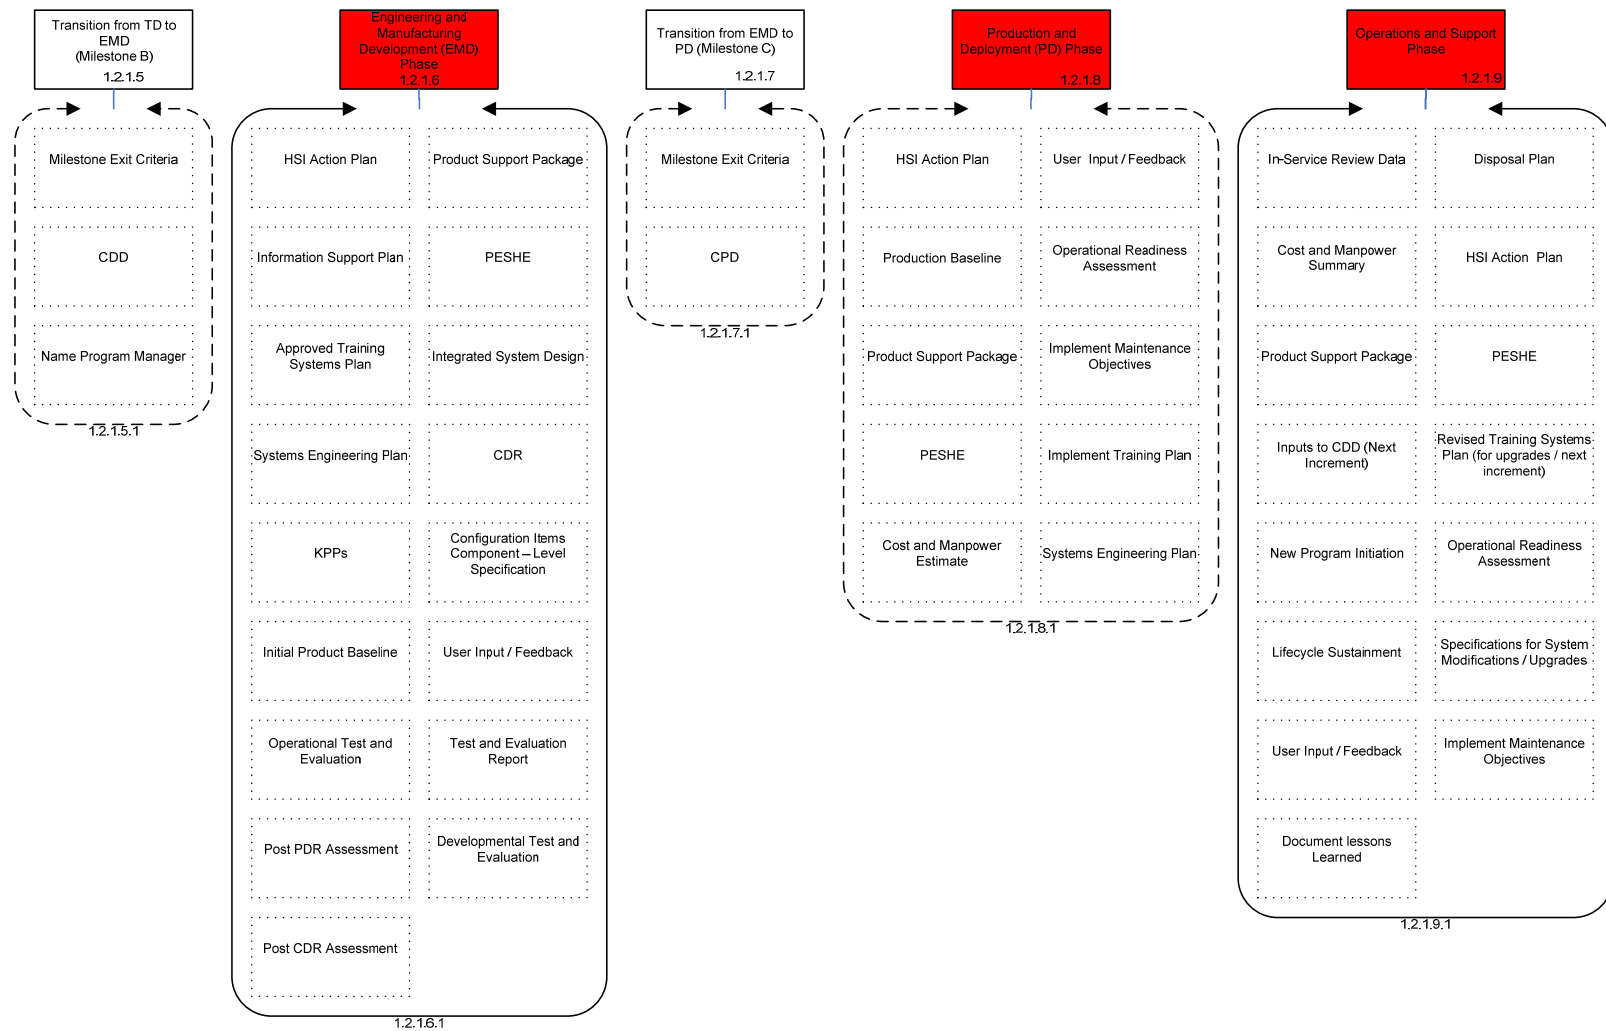 Transition from TD to
EMD
(Milestone B)
1.2.1.5
Milestone Exit Criteria
CDD
Name Program Manager
1.2.1.5.1
Engineering and
Manufacturing
Development (EMD)
Phase
1.2.1.6
HSI Action Plan
Product Support Package
Information Support Plan
PESHE
Approved Training
Systems Plan
Integrated System Design
Systems Engineering Plan
CDR
KPPs
Configuration Items
Component – Level
Specification
Initial Product Baseline
User Input / Feedback
Operational Test and
Evaluation
Test and Evaluation
Report
Post PDR Assessment
Developmental Test and
Evaluation
Post CDR Assessment
1.2.1.6.1
Transition from EMD to
PD (Milestone C)
1.2.1.7
Milestone Exit Criteria
CPD
1.2.1.7.1
Production and
Deployment (PD) Phase
1.2.1.8
HSI Action Plan
User Input / Feedback
Production Baseline
Operational Readiness
Assessment
Product Support Package
Implement Maintenance
Objectives
PESHE
Implement Training Plan
Cost and Manpower
Estimate
Systems Engineering Plan
1.2.1.8.1
Operations and Support
Phase
1.2.1.9
In-Service Review Data
Disposal Plan
Cost and Manpower
Summary
HSI Action Plan
Product Support Package
PESHE
Inputs to CDD (Next
Increment)
Revised Training Systems
Plan (for upgrades / next
increment)
New Program Initiation
Operational Readiness
Assessment
Lifecycle Sustainment
Specifications for System
Modifications / Upgrades
User Input / Feedback
Implement Maintenance
Objectives
Document lessons
Learned
1.2.1.9.1